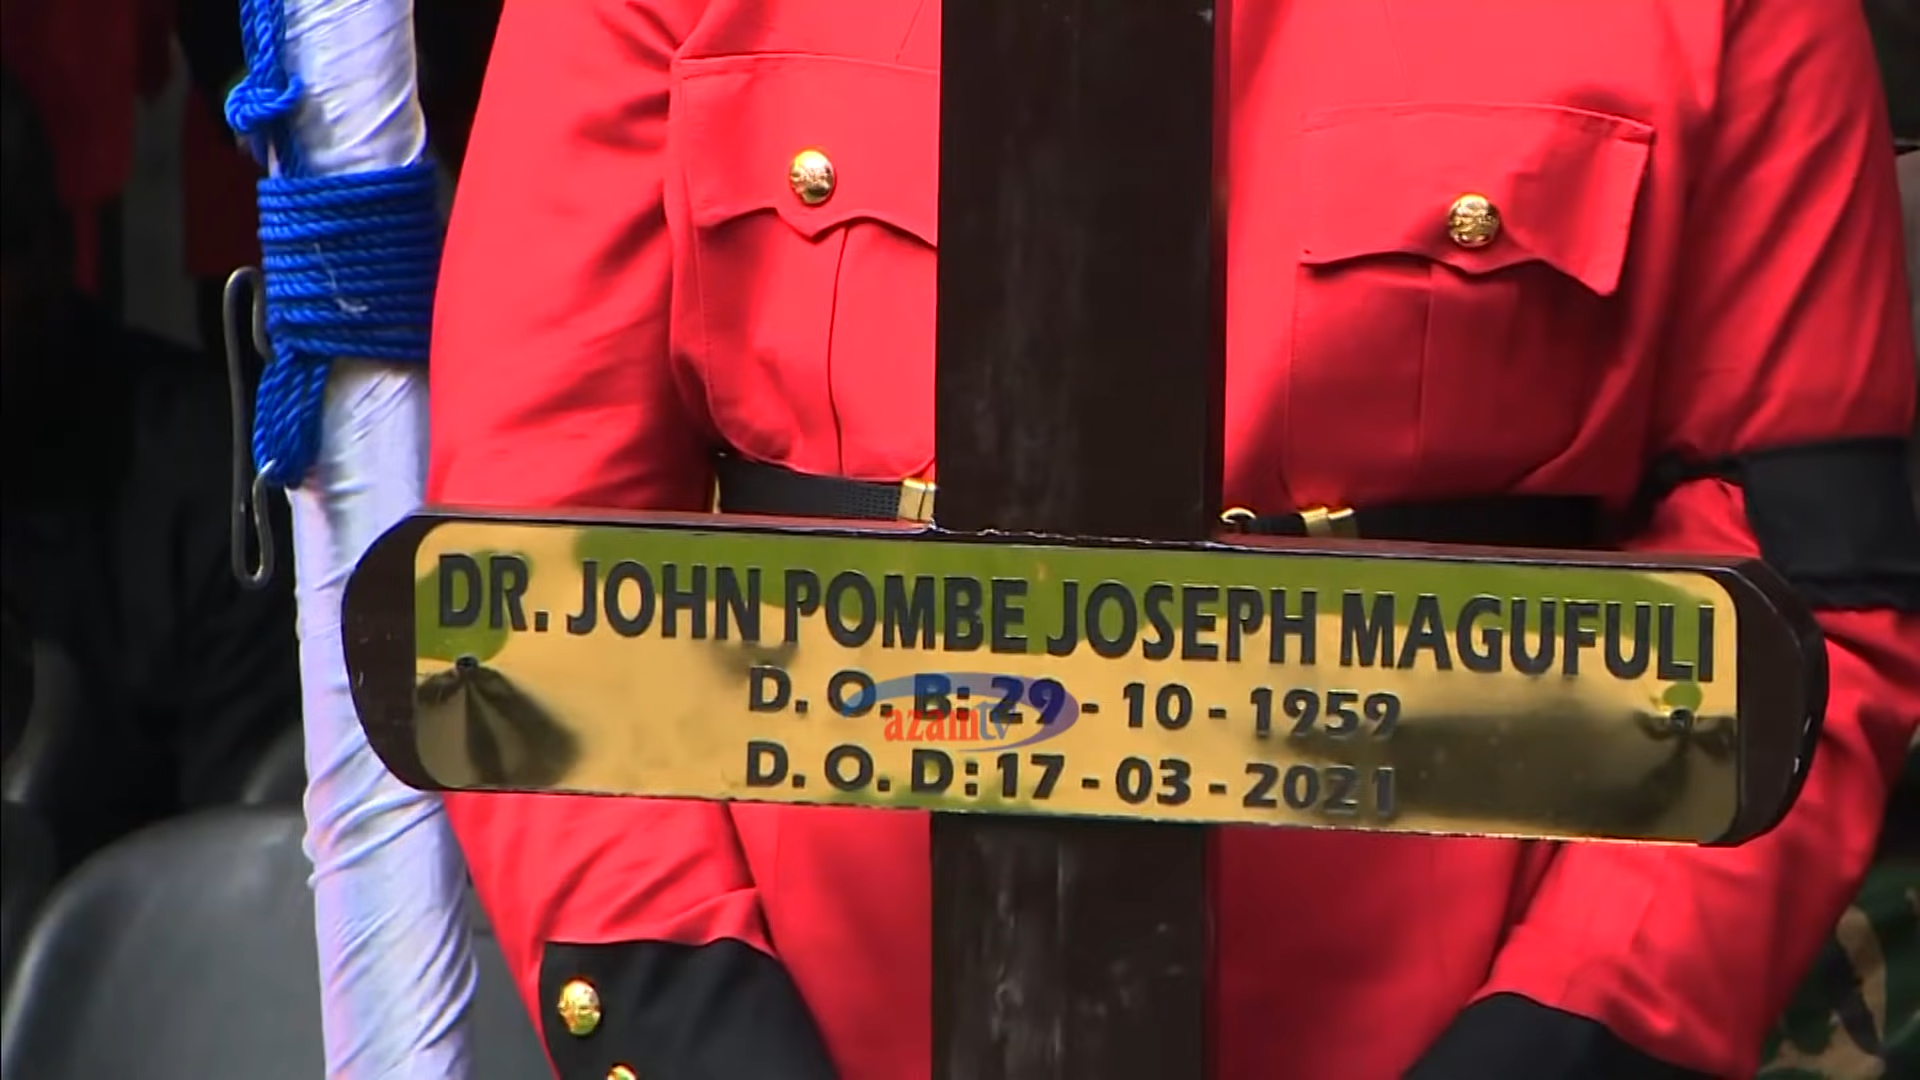 DR. JOHN POMBE JOSEPH MAGUFULI
D. O. B: 29 - 10 - 1959
azamtv
D. O. D: 17 - 03 - 2021